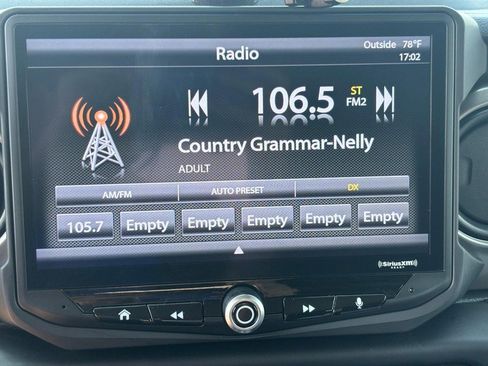 Radio
Outside 78°F
17:02
106.5
ST
FM2
Country Grammar-Nelly
ADULT
AM/FM AUTO PRESET DX
105.7 Empty Empty Empty Empty Empty
((SiriusXM))
READY